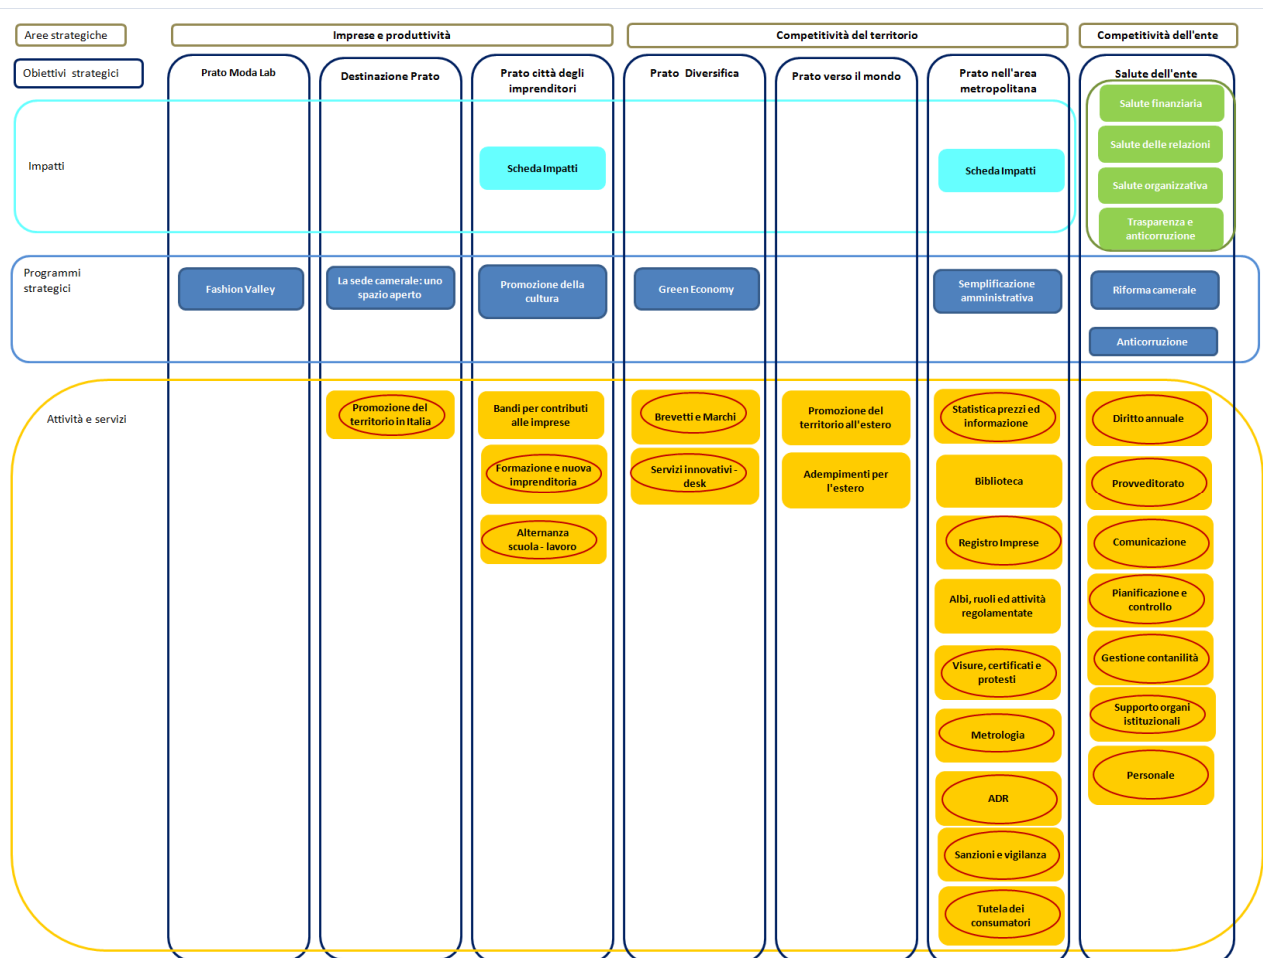 Aree strategiche
Imprese e produttività
Competitività del territorio
Competitività dell'ente
Obiettivi strategici
Prato Moda Lab
Destinazione Prato
Prato città degli
imprenditori
Prato Diversifica
Prato verso il mondo
Prato nell'area
metropolitana
Salute dell'ente
Impatti
Scheda Impatti
Scheda Impatti
Salute finanziaria
Salute delle relazioni
Salute organizzativa
Trasparenza e
anticorruzione
Programmi
strategici
Fashion Valley
La sede camerale: uno
spazio aperto
Promozione della
cultura
Green Economy
Semplificazione
amministrativa
Riforma camerale
Anticorruzione
Attività e servizi
Promozione del
territorio in Italia
Bandi per contributi
alle imprese
Formazione e nuova
imprenditoria
Alternanza
scuola - lavoro
Brevetti e Marchi
Servizi innovativi -
desk
Promozione del
territorio all'estero
Adempimenti per
l'estero
Statistica prezzi ed
informazione
Biblioteca
Registro Imprese
Albi, ruoli ed attività
regolamentate
Visure, certificati e
protesti
Metrologia
ADR
Sanzioni e vigilanza
Tutela dei
consumatori
Diritto annuale
Provveditorato
Comunicazione
Pianificazione e
controllo
Gestione contanilità
Supporto organi
istituzionali
Personale